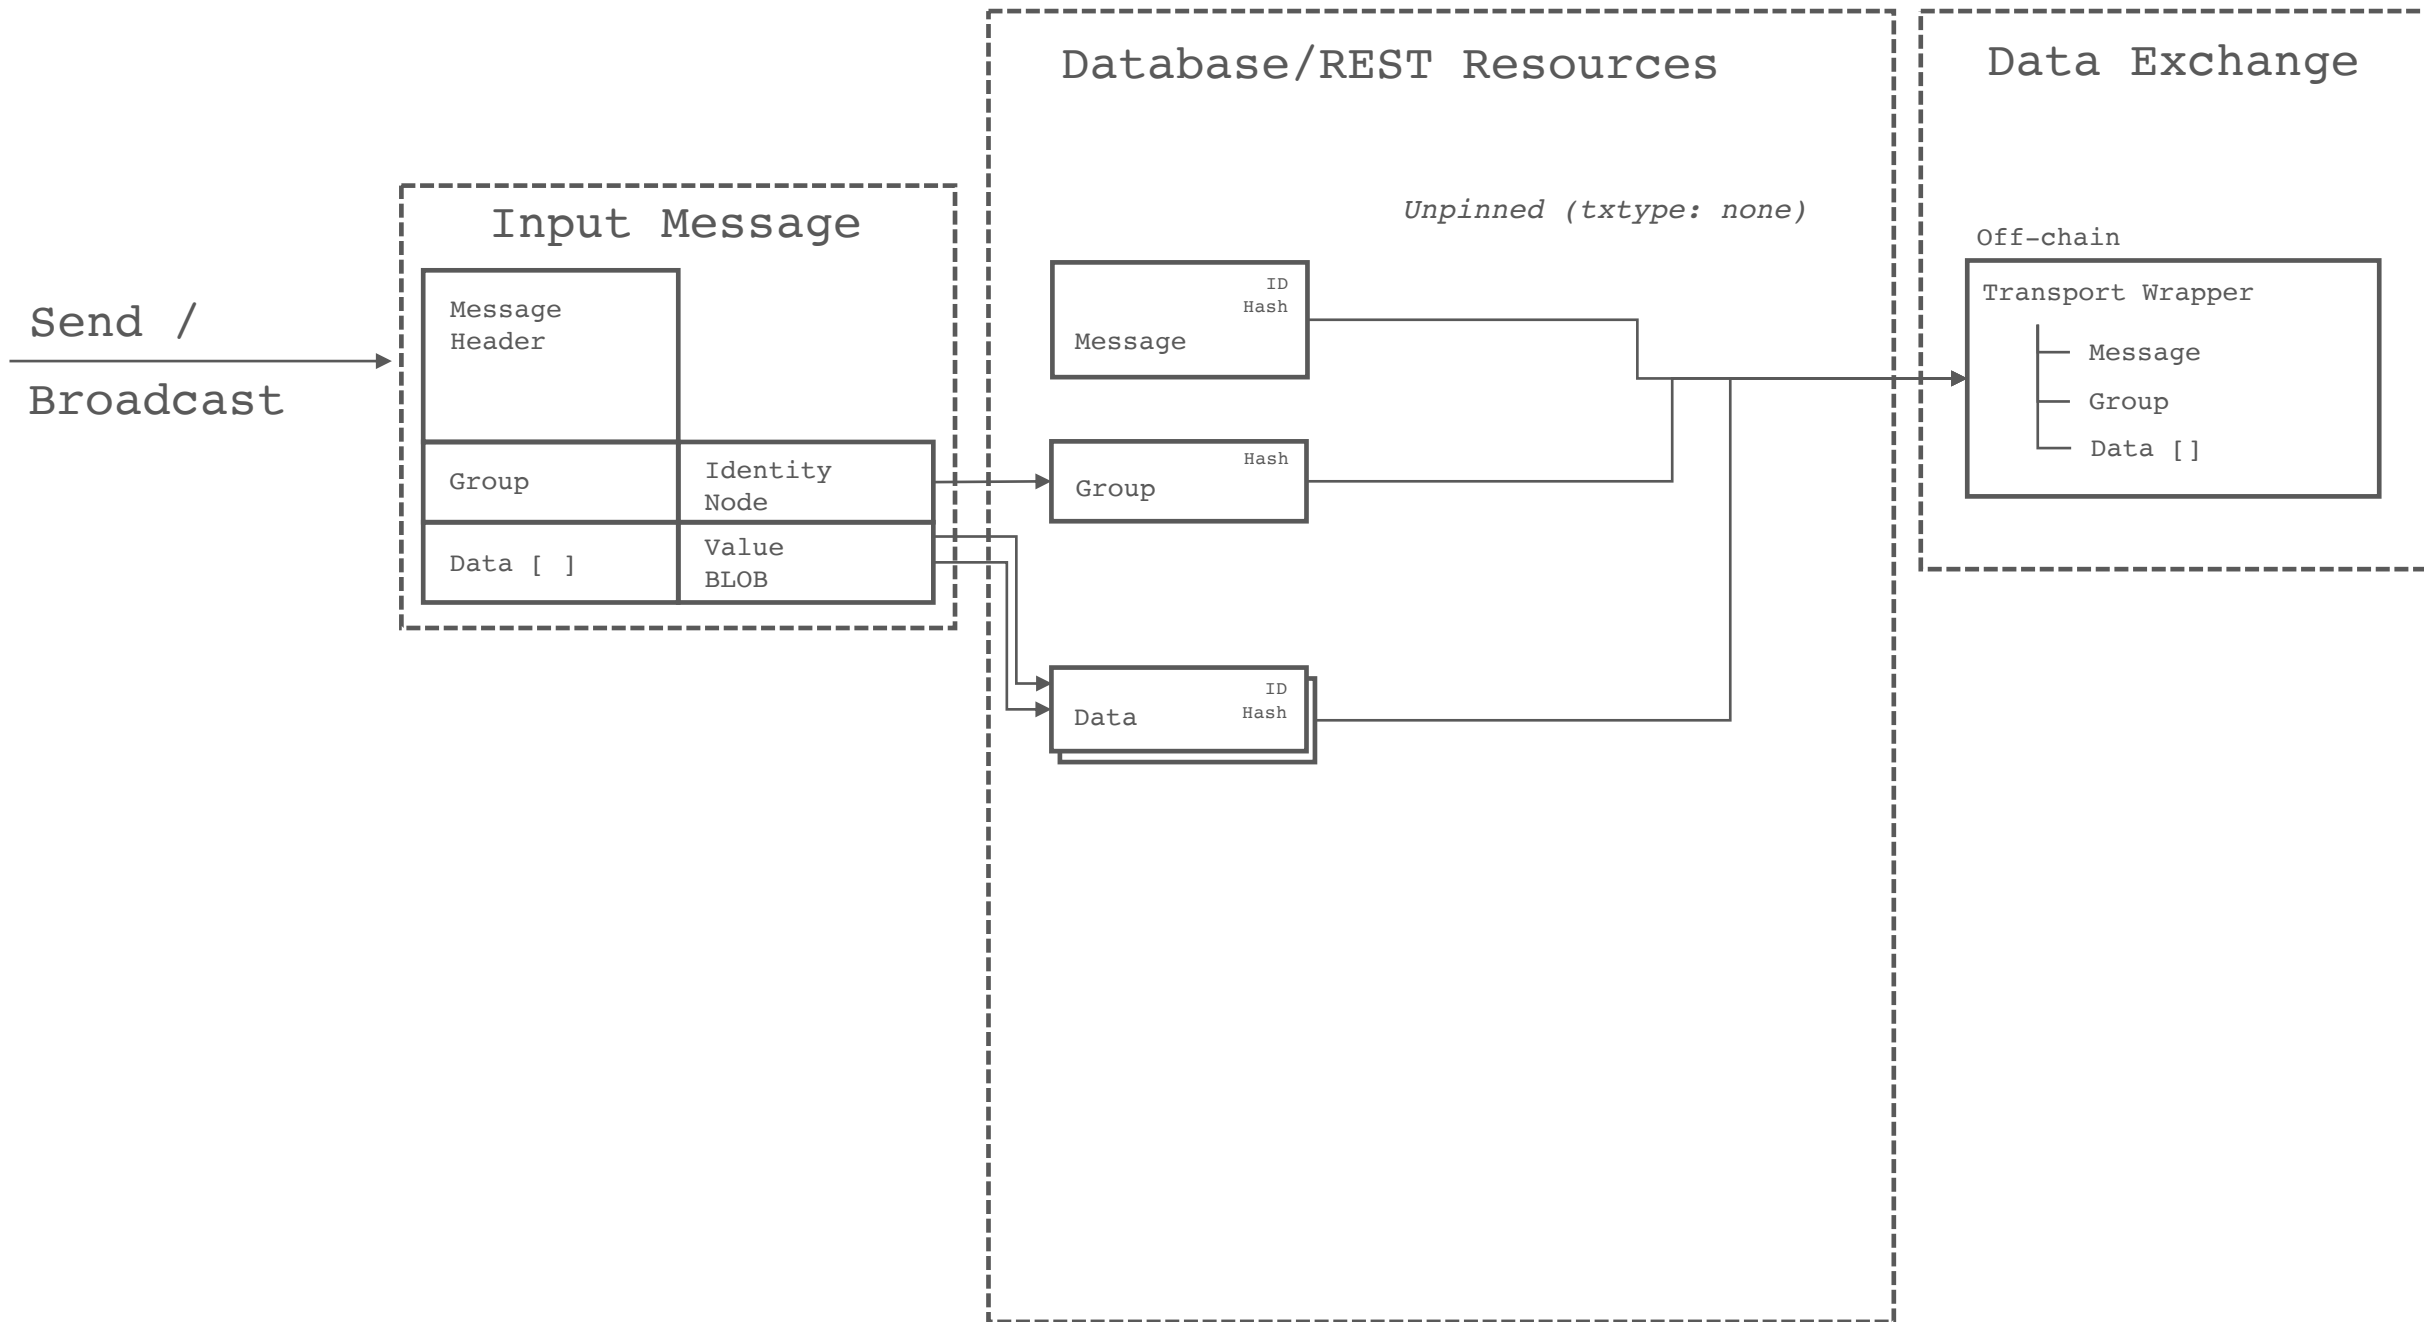 Send /
Broadcast
Input Message
Message
Header
Group
Identity
Node
Data [ ]
Value
BLOB
Database/REST Resources
Unpinned (txtype: none)
ID
Hash
Message
Hash
Group
ID
Hash
Data
Data Exchange
Off-chain
Transport Wrapper
Message
Group
Data []